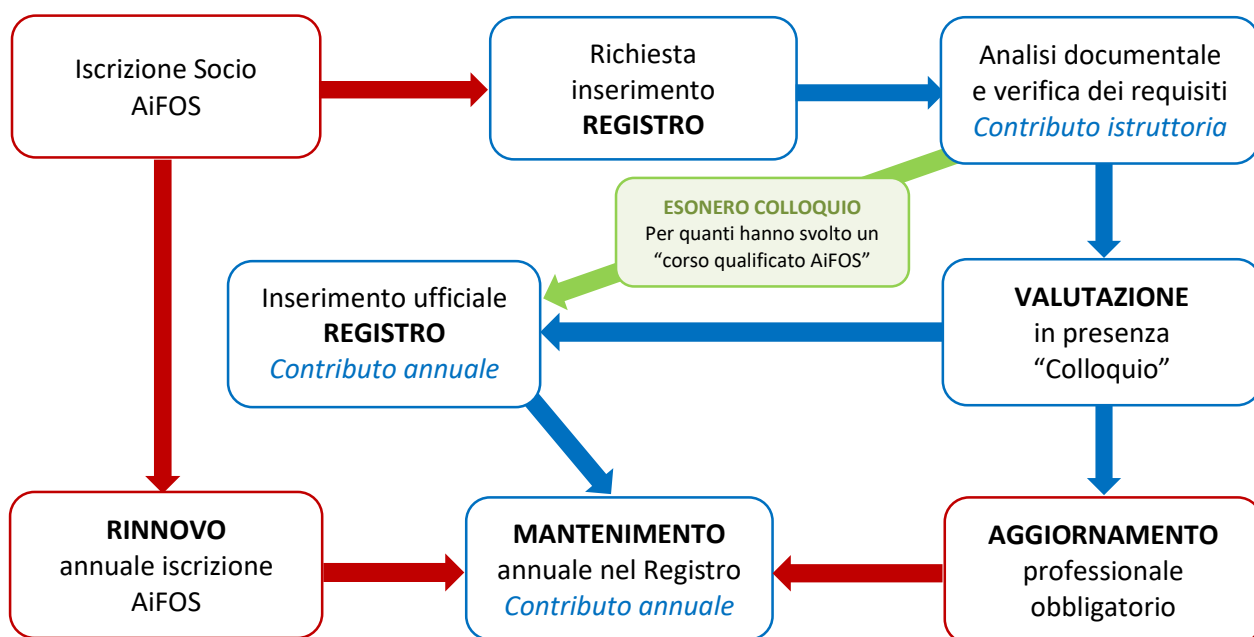 Iscrizione Socio
AiFOS
Richiesta
inserimento
REGISTRO
Analisi documentale
e verifica dei requisiti
Contributo istruttoria
ESONERO COLLOQUIO
Per quanti hanno svolto un
“corso qualificato AiFOS”
Inserimento ufficiale
REGISTRO
Contributo annuale
VALUTAZIONE
in presenza
“Colloquio”
RINNOVO
annuale iscrizione
AiFOS
MANTENIMENTO
annuale nel Registro
Contributo annuale
AGGIORNAMENTO
professionale
obbligatorio